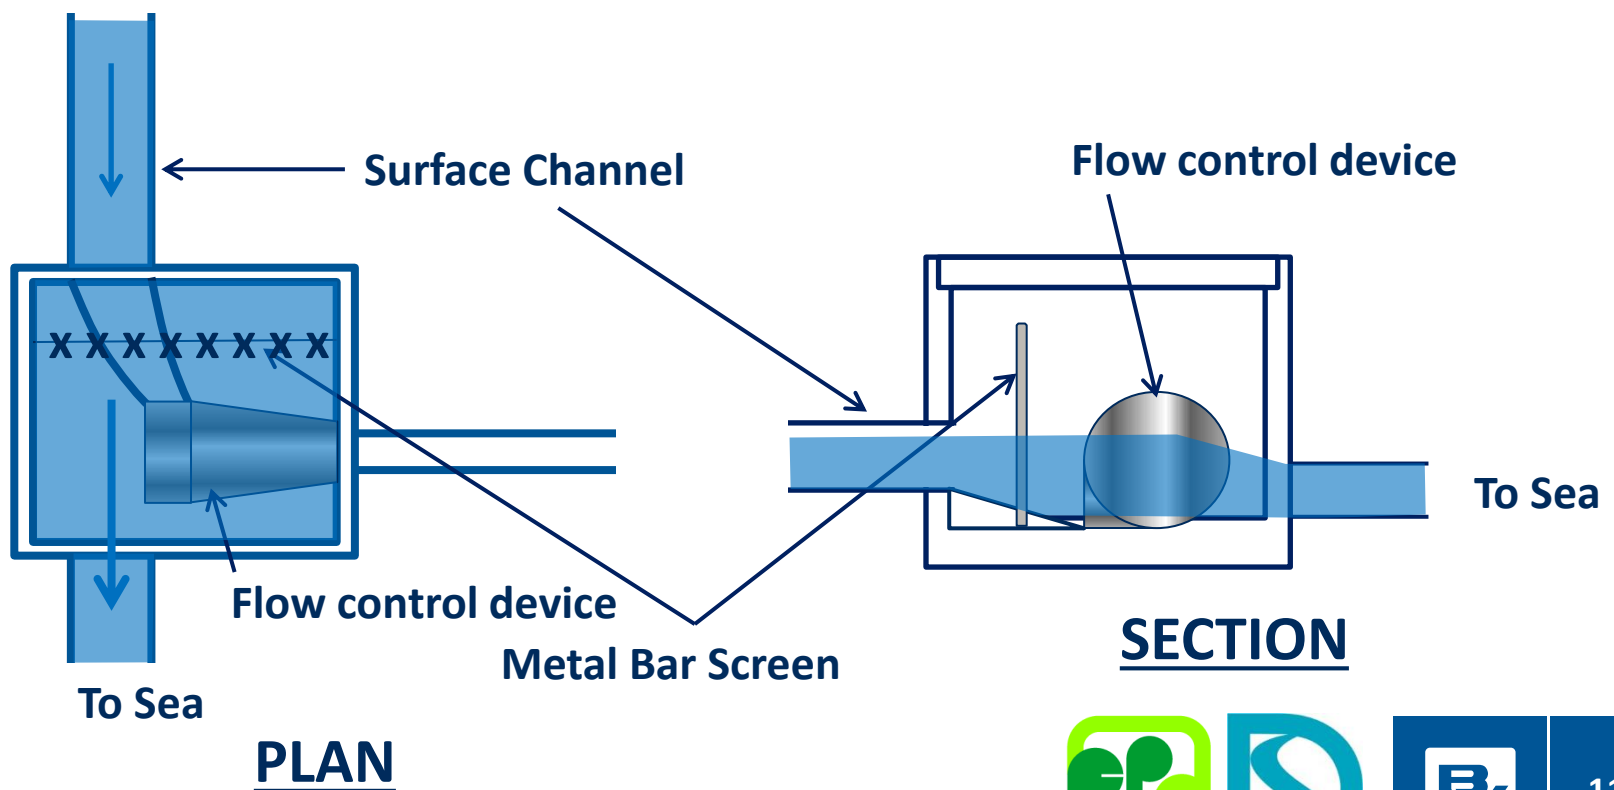 Surface Channel
Flow control device
X X X X X X X X
To Sea
Flow control device
Metal Bar Screen
SECTION
To Sea
PLAN